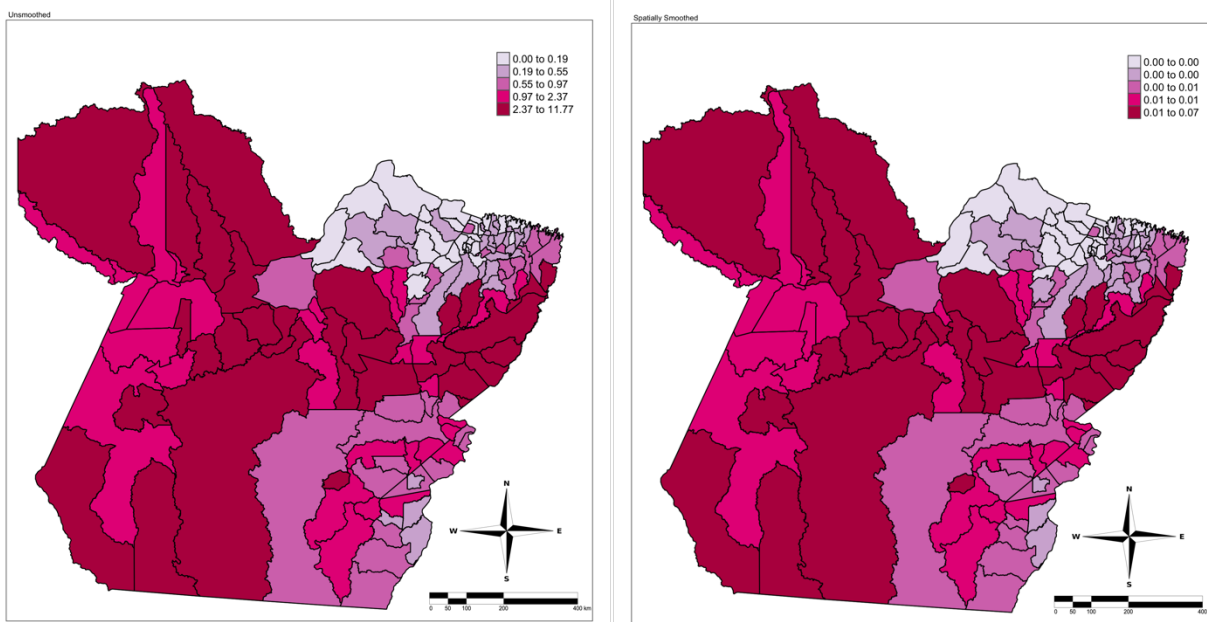 Unsmoothed
0.00 to 0.19
0.19 to 0.55
0.55 to 0.97
0.97 to 2.37
2.37 to 11.77
N
W E
S
0 50 100 200 400 km
Spatially Smoothed
0.00 to 0.00
0.00 to 0.00
0.00 to 0.01
0.01 to 0.01
0.01 to 0.07
N
W E
S
0 50 100 200 400